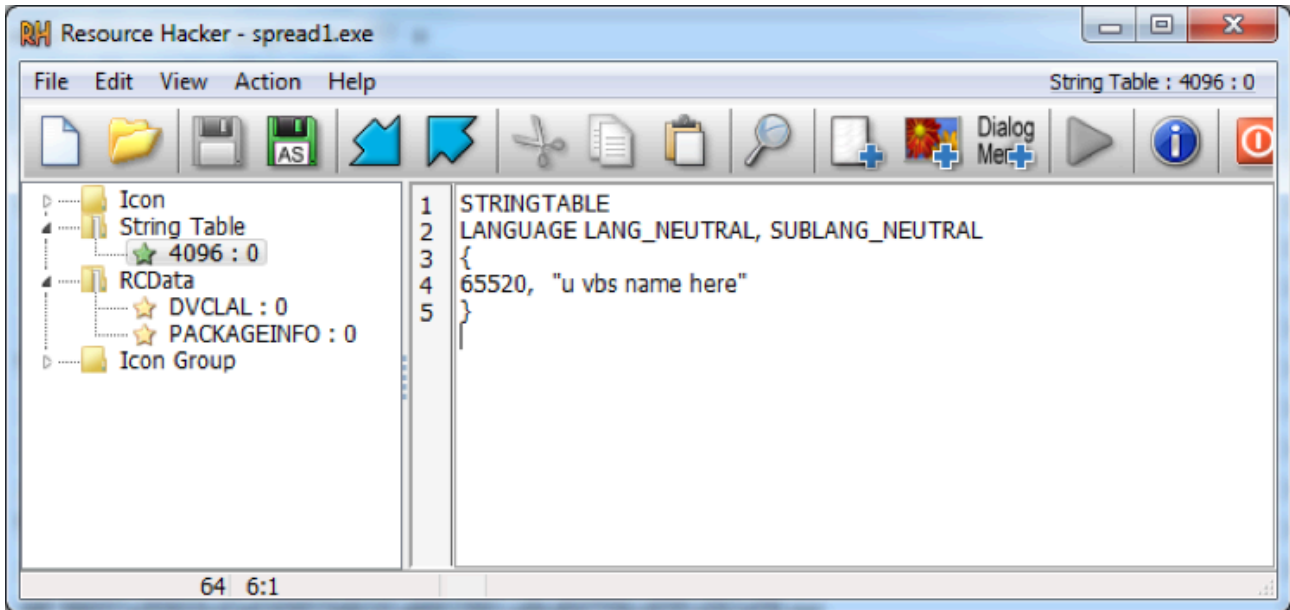 RH Resource Hacker - spread1.exe
File Edit View Action Help String Table : 4096 : 0
AS
Dialog
Men
Icon
String Table
4096 : 0
RCData
DVCLAL : 0
PACKAGEINFO : 0
Icon Group
1 STRINGTABLE
2 LANGUAGE LANG_NEUTRAL, SUBLANG_NEUTRAL
3 {
4 65520, "u vbs name here"
5 }
64 6:1